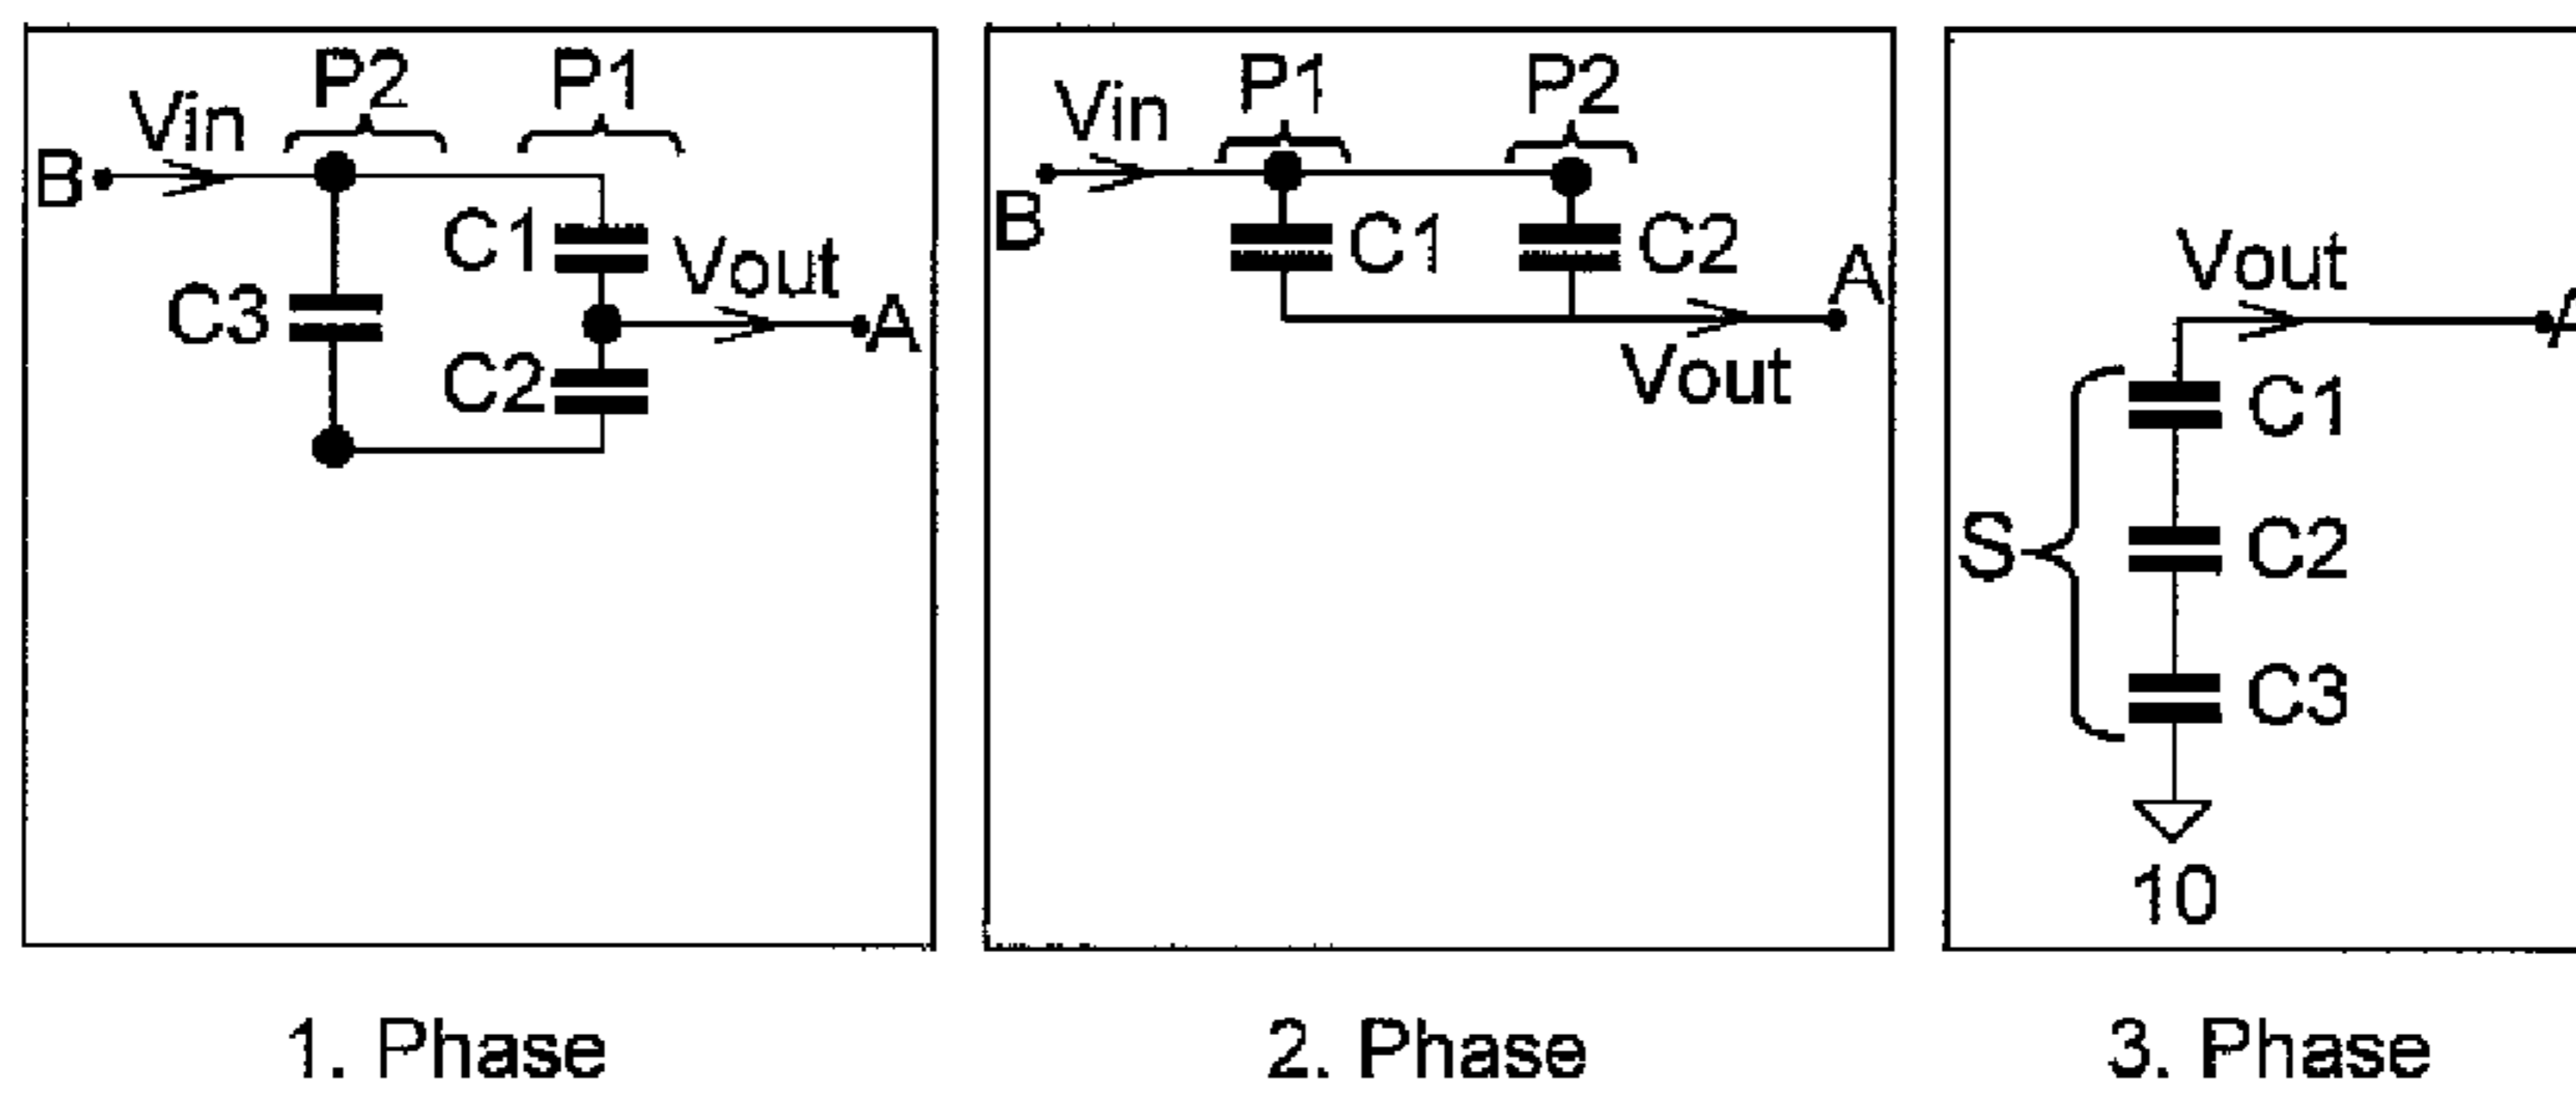 P2 P1
Vin
B
C1
Vout
C3
A
C2
1. Phase
P1 P2
Vin
B
C1 C2
A
Vout
2. Phase
Vout
A
C1
S
C2
C3
10
3. Phase